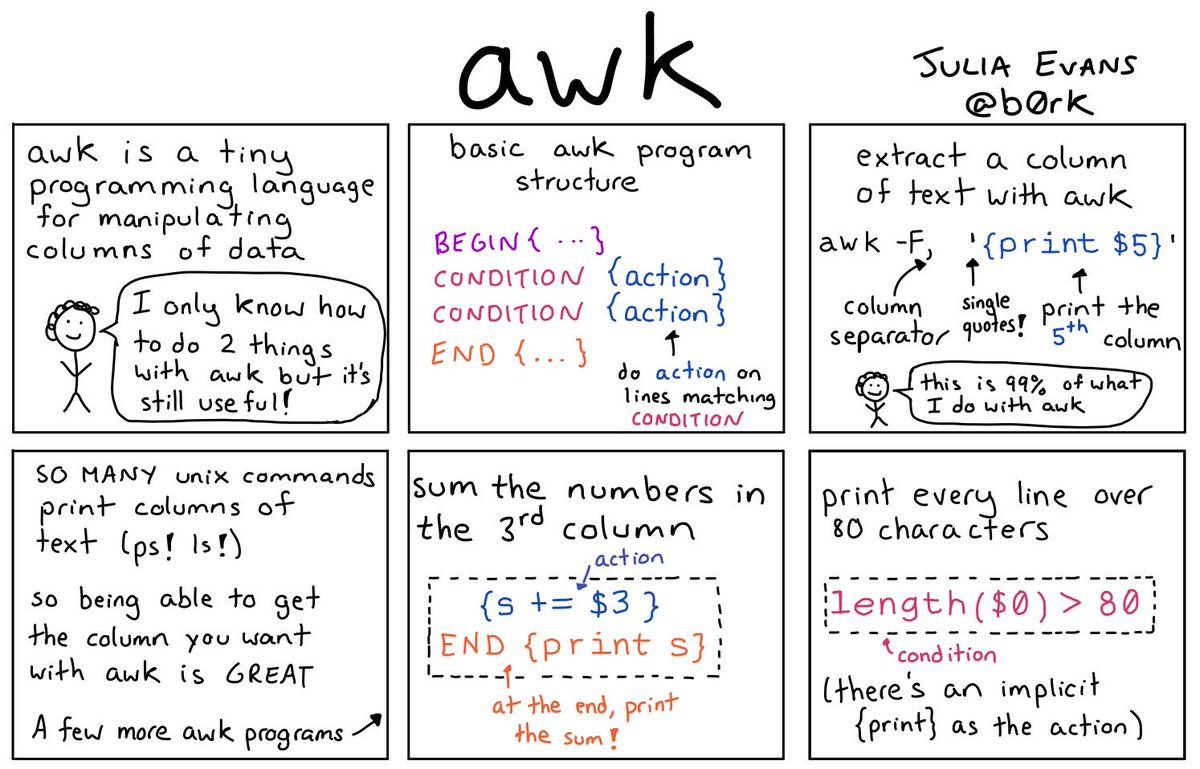 awk
JULIA EVANS
@b0rk
awk is a tiny
programming language
for manipulating
columns of data
I only know how
to do 2 things
with awk but it's
still useful!
basic awk program
structure
BEGIN{ ... }
CONDITION {action}
CONDITION {action}
END {...}
do action on
lines matching
CONDITION
extract a column
of text with awk
awk -F, '{print $5}'
column
separator
single
quotes!
print the
5th column
this is 99% of what
I do with awk
SO MANY unix commands
print columns of
text (ps! ls!)
so being able to get
the column you want
with awk is GREAT
A few more awk programs
sum the numbers in
the 3rd column
action
{s += $3 }
END {print s}
at the end, print
the sum!
print every line over
80 characters
length($0) > 80
condition
(there's an implicit
{print} as the action)